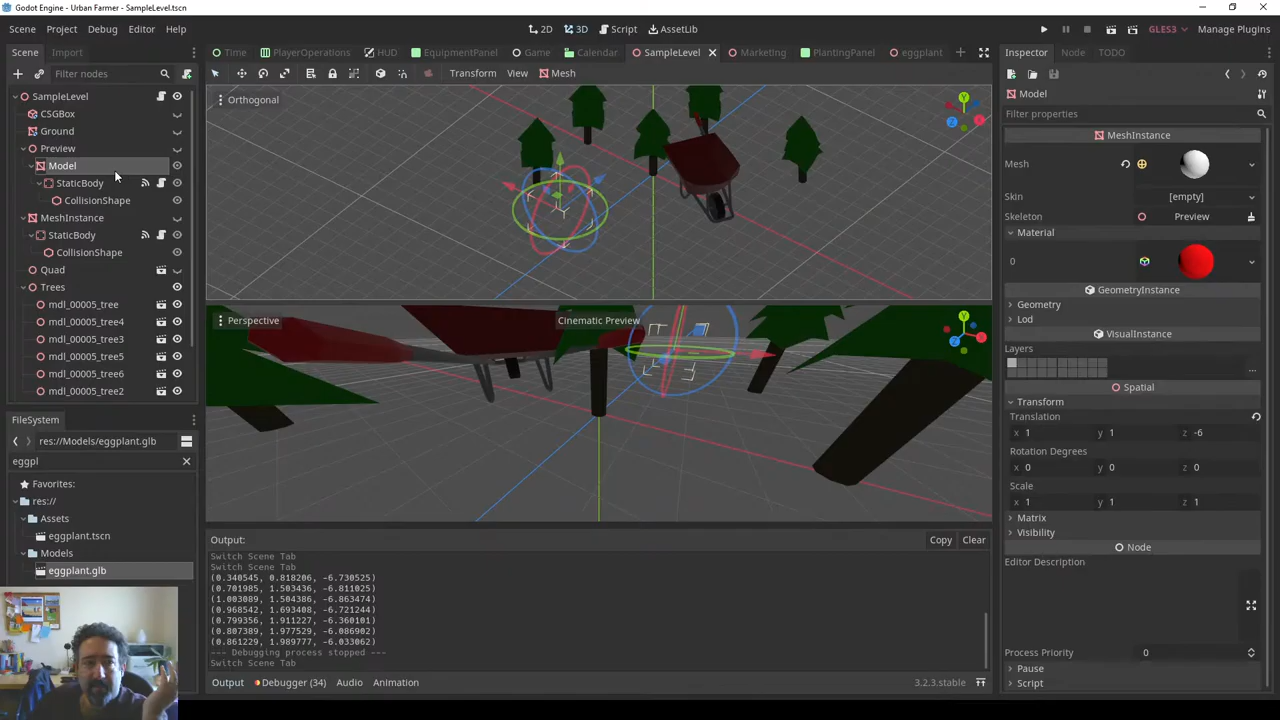 Godot Engine - Urban Farmer - SampleLevel.tscn
Scene Project Debug Editor Help
2D 3D Script AssetLib
GLES3 Manage Plugins
Scene Import
Time PlayerOperations HUD EquipmentPanel Game Calendar SampleLevel Marketing PlantingPanel eggplant
Inspector Node TODO
Filter nodes
Transform View Mesh
Model
Filter properties
SampleLevel
CSGBox
Ground
Preview
Model
StaticBody
CollisionShape
MeshInstance
StaticBody
CollisionShape
Quad
Trees
mdl_00005_tree
mdl_00005_tree4
mdl_00005_tree3
mdl_00005_tree5
mdl_00005_tree6
mdl_00005_tree2
FileSystem
res://Models/eggplant.glb
eggpl
Favorites:
res://
Assets
eggplant.tscn
Models
eggplant.glb
Orthogonal
Y
Z
Perspective
Cinematic Preview
Y
X
Z
Output:
Copy Clear
Switch Scene Tab
Switch Scene Tab
(0.340545, 0.818206, -6.730525)
(0.701985, 1.503436, -6.811025)
(1.003089, 1.504386, -6.863474)
(0.968542, 1.693408, -6.721244)
(0.799356, 1.911227, -6.360101)
(0.807389, 1.977529, -6.086902)
(0.861229, 1.989777, -6.033062)
--- Debugging process stopped ---
Switch Scene Tab
Output Debugger (34) Audio Animation
3.2.3.stable
MeshInstance
Mesh
Skin [empty]
Skeleton Preview
Material
0
GeometryInstance
Geometry
Lod
VisualInstance
Layers
...
Spatial
Transform
Translation
x 1 y 1 z -6
Rotation Degrees
x 0 y 0 z 0
Scale
x 1 y 1 z 1
Matrix
Visibility
Node
Editor Description
Process Priority 0
Pause
Script